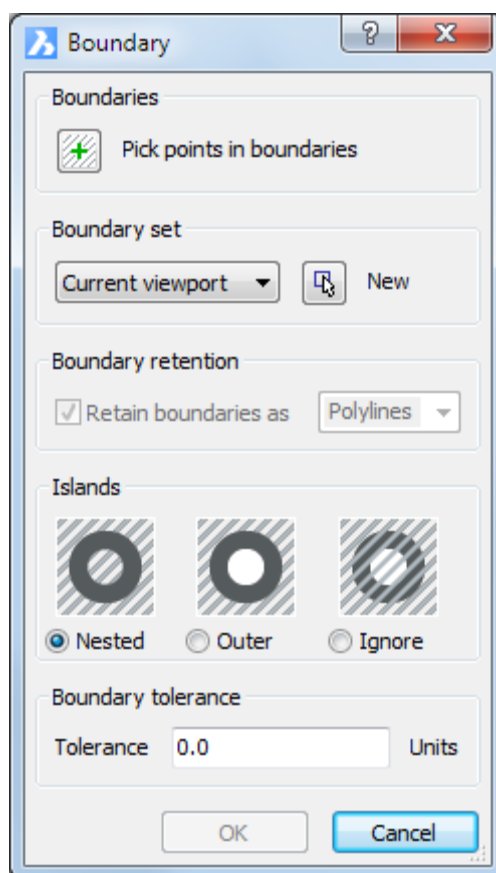 Boundary
Boundaries
Pick points in boundaries
Boundary set
Current viewport New
Boundary retention
Retain boundaries as Polylines
Islands
Nested Outer Ignore
Boundary tolerance
Tolerance 0.0 Units
OK Cancel